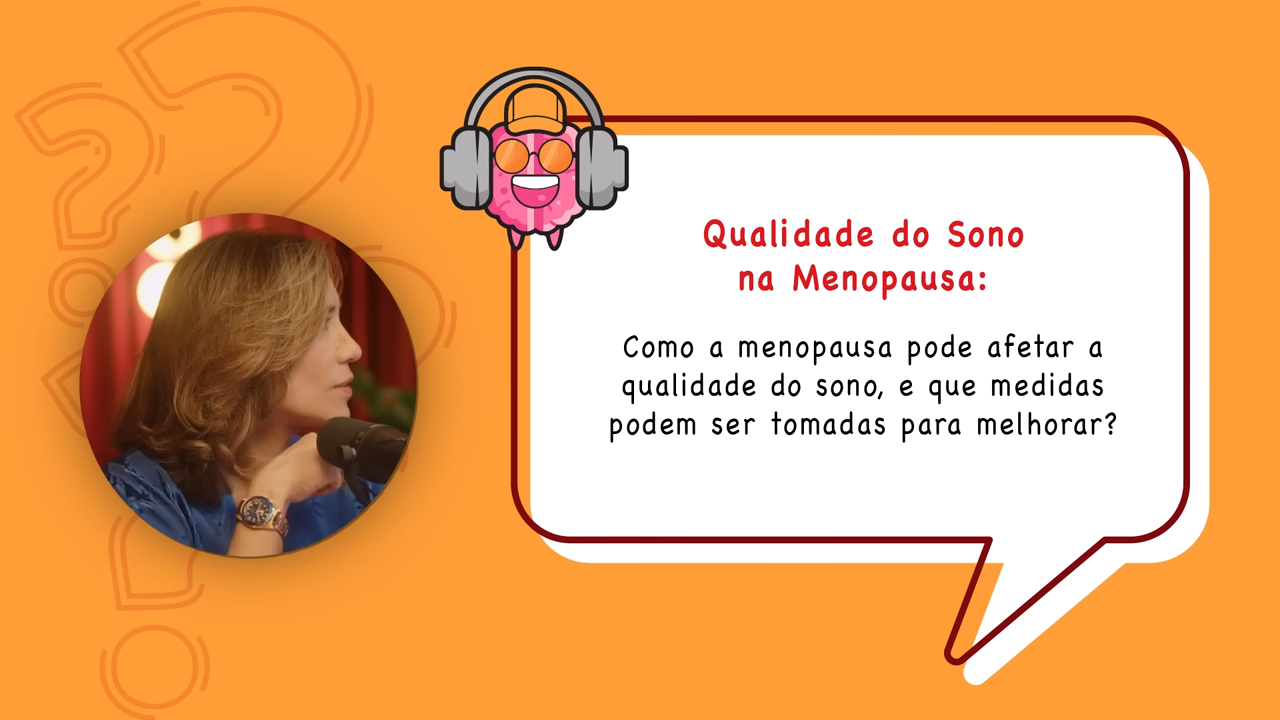 Qualidade do Sono
na Menopausa:
Como a menopausa pode afetar a
qualidade do sono, e que medidas
podem ser tomadas para melhorar?